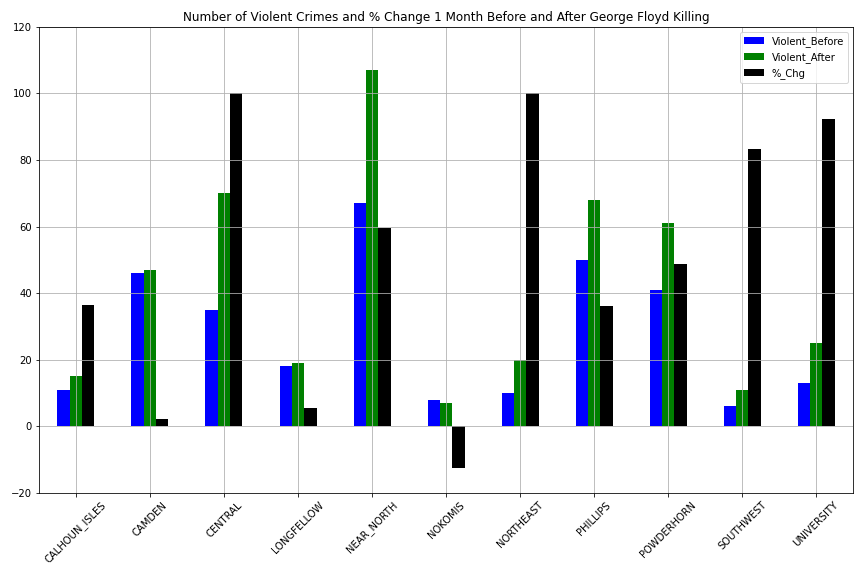 Number of Violent Crimes and % Change 1 Month Before and After George Floyd Killing
Violent_Before
Violent_After
%_Chg
120
100
80
60
40
20
0
−20
CALHOUN_ISLES
CAMDEN
CENTRAL
LONGFELLOW
NEAR_NORTH
NOKOMIS
NORTHEAST
PHILLIPS
POWDERHORN
SOUTHWEST
UNIVERSITY